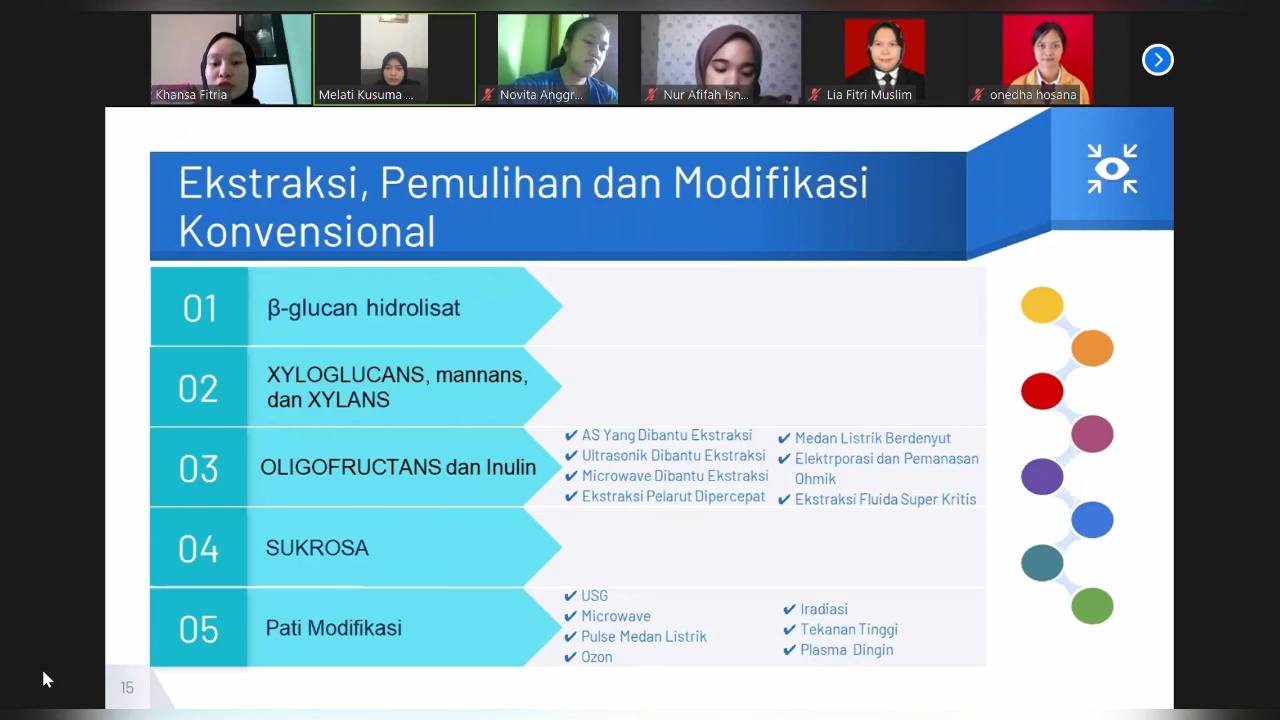 Khansa Fitria
Melati Kusuma ...
Novita Anggr...
Nur Afifah Isn...
Lia Fitri Muslim
onedha hosana
Ekstraksi, Pemulihan dan Modifikasi
Konvensional
01
β-glucan hidrolisat
02
XYLOGLUCANS, mannans,
dan XYLANS
03
OLIGOFRUCTANS dan Inulin
✔ AS Yang Dibantu Ekstraksi
✔ Ultrasonik Dibantu Ekstraksi
✔ Microwave Dibantu Ekstraksi
✔ Ekstraksi Pelarut Dipercepat
✔ Medan Listrik Berdenyut
✔ Elektrporasi dan Pemanasan
Ohmik
✔ Ekstraksi Fluida Super Kritis
04
SUKROSA
05
Pati Modifikasi
✔ USG
✔ Microwave
✔ Pulse Medan Listrik
✔ Ozon
✔ Iradiasi
✔ Tekanan Tinggi
✔ Plasma Dingin
15